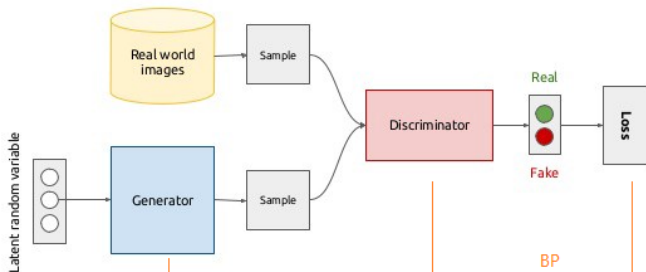 Real world
images
Sample
Real
Discriminator
Loss
Fake
Latent random variable
Generator
Sample
BP